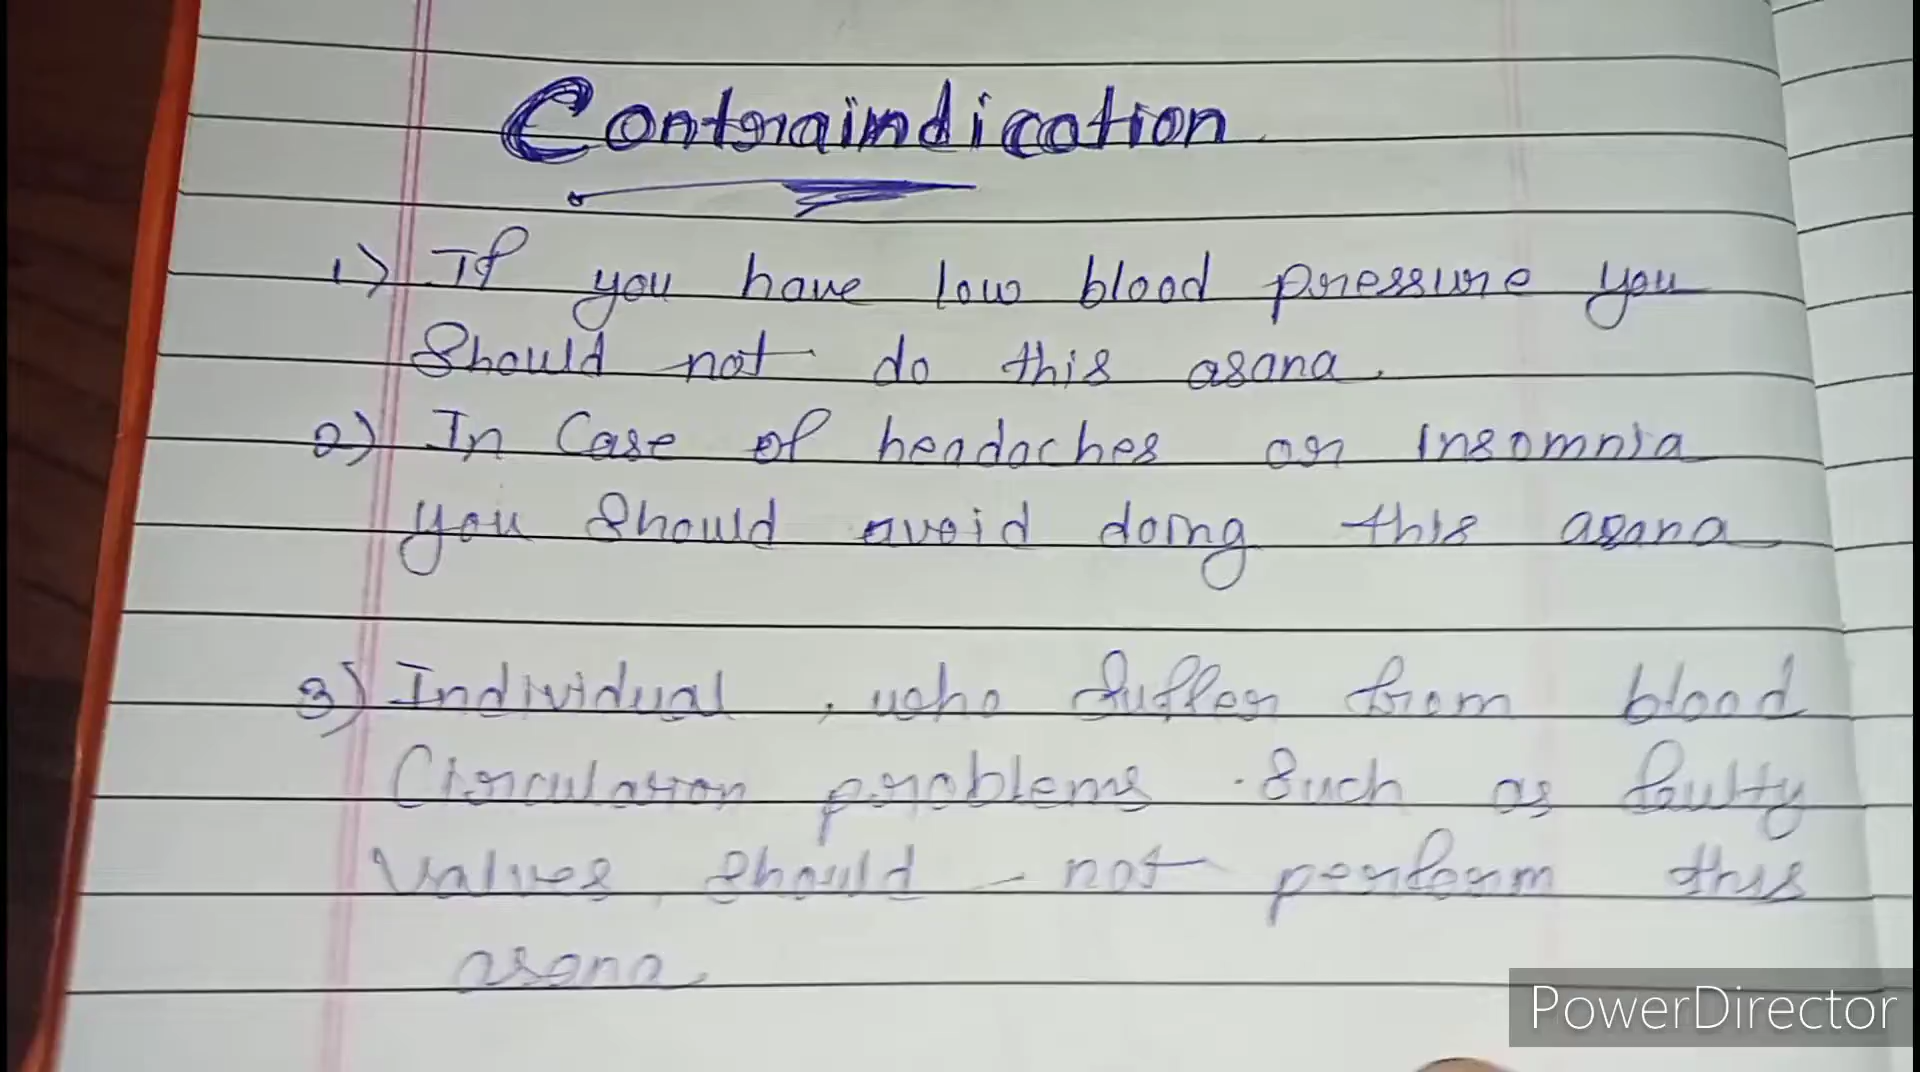 Contraindication
1) If you have low blood pressure you
Should not do this asana.
2) In Case of headaches or insomnia
you Should avoid doing this asana
3) Individual, who Suffer from blood
Circulation problems. Such as faulty
Valves, Should - not perform this
asana.
PowerDirector